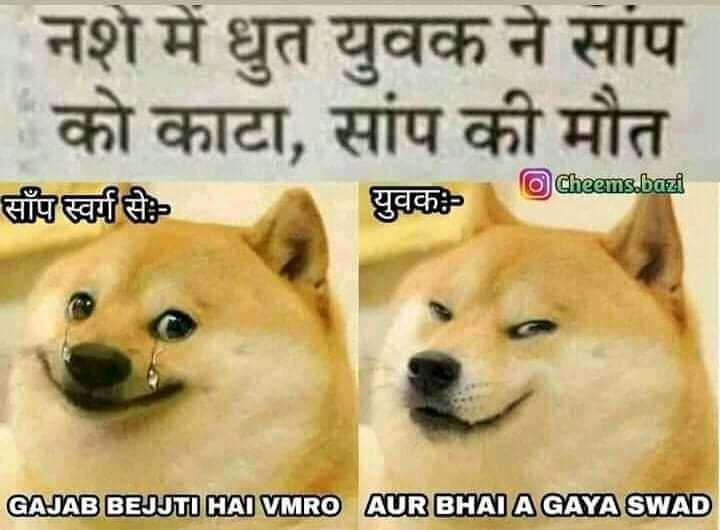 नशे में धुत युवक ने सांप
को काटा, सांप की मौत
Cheems.bazi
साँप स्वर्ग से:-
युवक:-
GAJAB BEJJTI HAI VMRO
AUR BHAI A GAYA SWAD